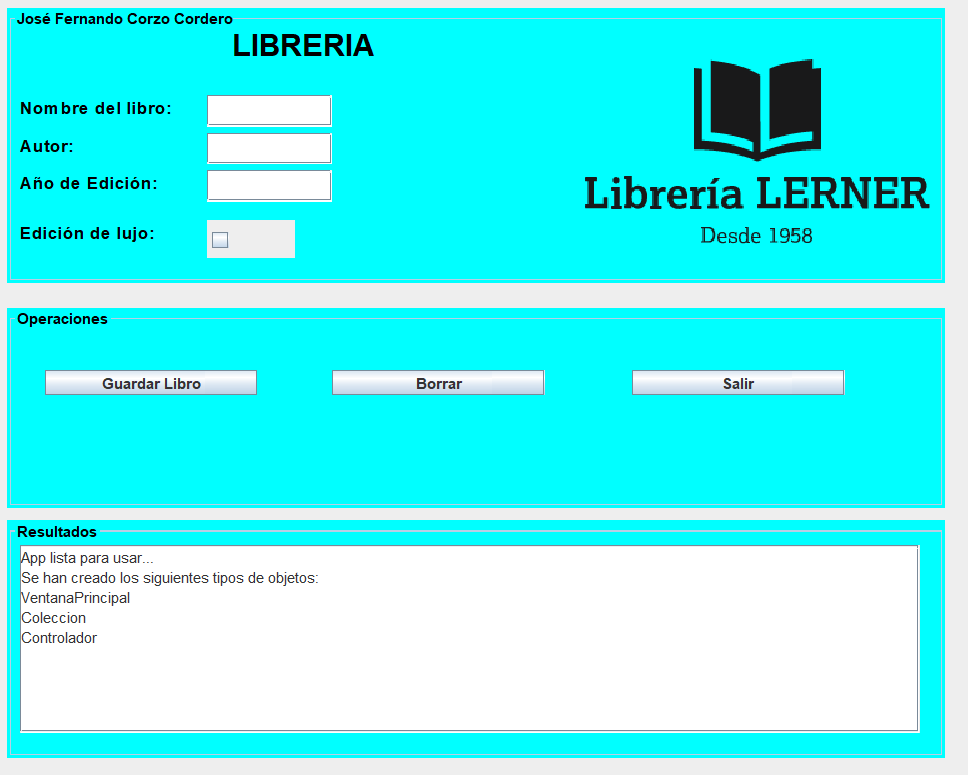 José Fernando Corzo Cordero
LIBRERIA
Nombre del libro:
Autor:
Año de Edición:
Edición de lujo:
Librería LERNER
Desde 1958
Operaciones
Guardar Libro
Borrar
Salir
Resultados
App lista para usar...
Se han creado los siguientes tipos de objetos:
VentanaPrincipal
Coleccion
Controlador